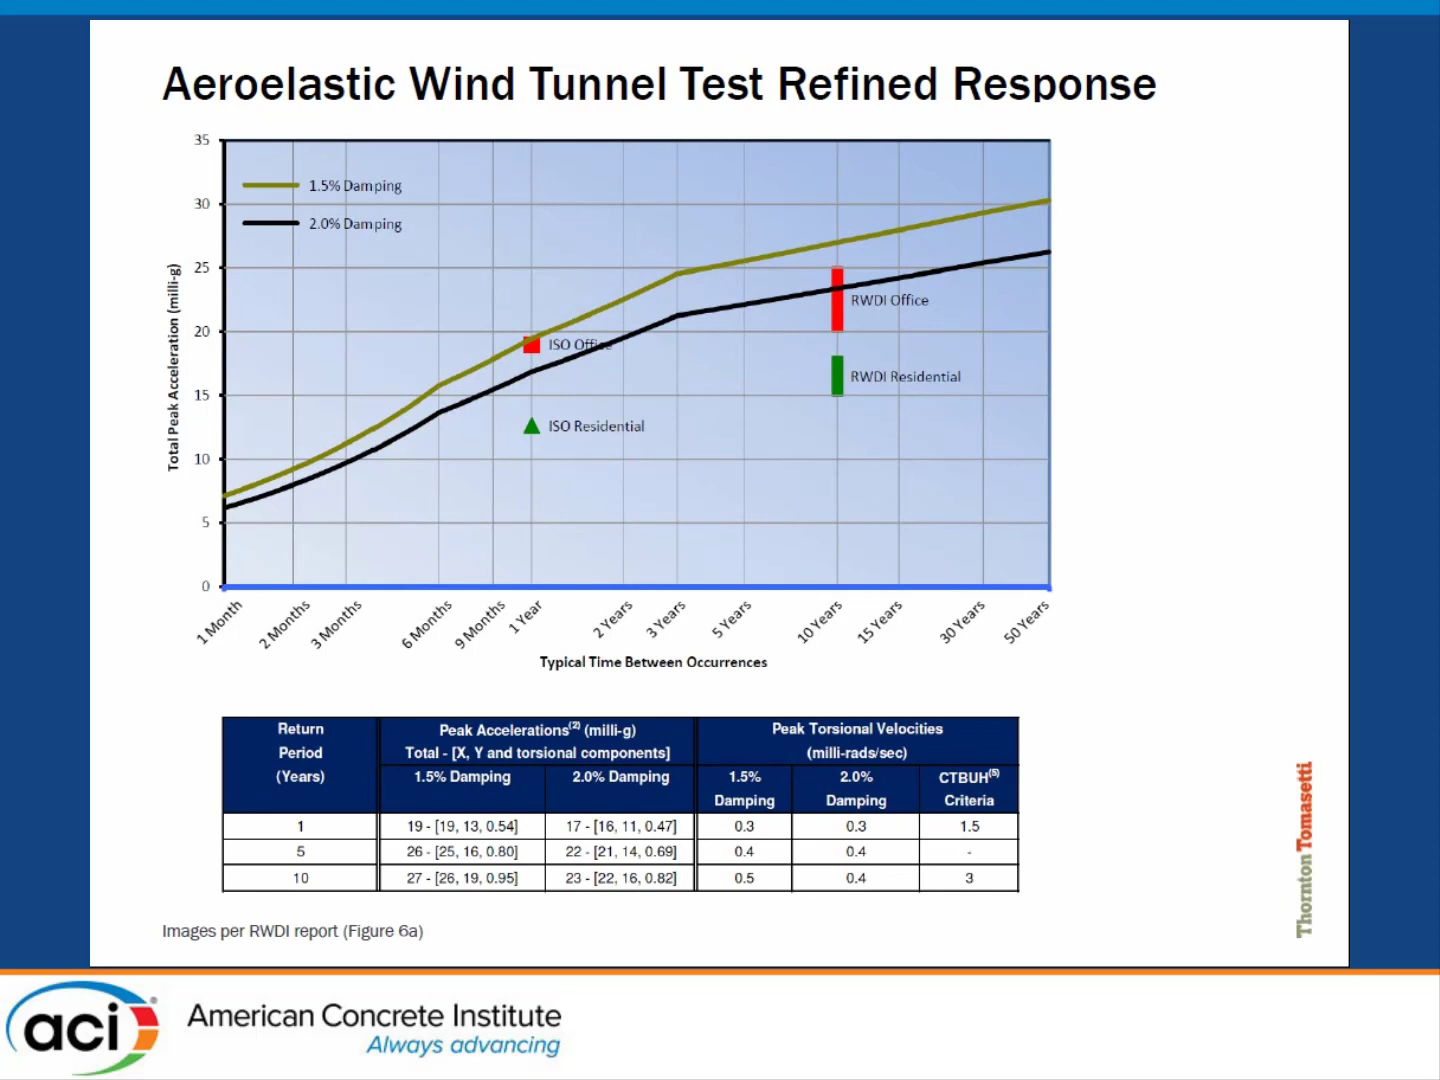 Aeroelastic Wind Tunnel Test Refined Response
35
30
25
20
15
10
5
0
Total Peak Acceleration (milli-g)
1.5% Damping
2.0% Damping
ISO Office
ISO Residential
RWDI Office
RWDI Residential
1 Month
2 Months
3 Months
6 Months
9 Months
1 Year
2 Years
3 Years
5 Years
10 Years
15 Years
30 Years
50 Years
Typical Time Between Occurrences
Return Period (Years)
Peak Accelerations(2) (milli-g)
Total - [X, Y and torsional components]
Peak Torsional Velocities
(milli-rads/sec)
1.5% Damping 2.0% Damping 1.5% Damping 2.0% Damping CTBUH(5) Criteria
1 19 - [19, 13, 0.54] 17 - [16, 11, 0.47] 0.3 0.3 1.5
5 26 - [25, 16, 0.80] 22 - [21, 14, 0.69] 0.4 0.4 -
10 27 - [26, 19, 0.95] 23 - [22, 16, 0.82] 0.5 0.4 3
Images per RWDI report (Figure 6a)
Thornton Tomasetti
aci®
American Concrete Institute
Always advancing